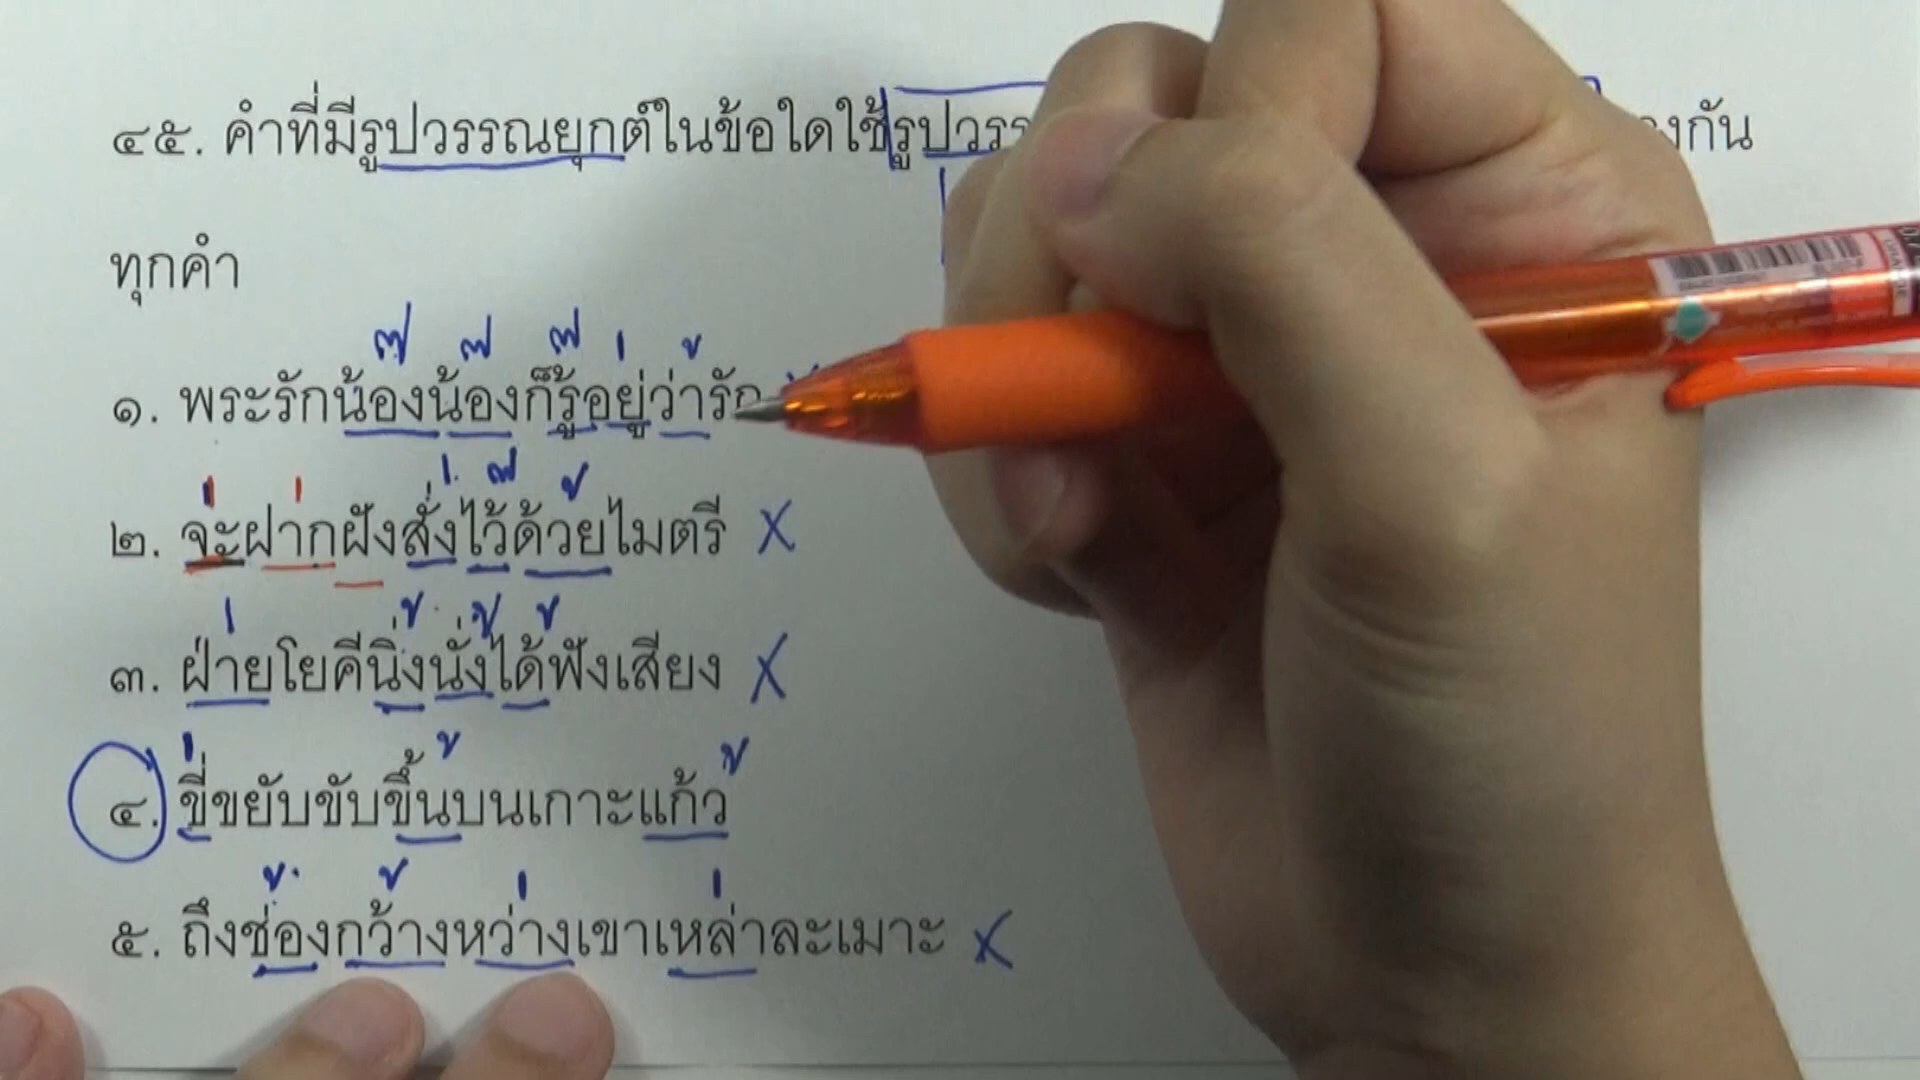 ๔๕. คำที่มีรูปวรรณยุกต์ในข้อใดใช้รูปวรร งกัน
ทุกคำ
๑. พระรักน้องน้องก็รู้อยู่ว่ารัก
๒. จะฝากฝังสั่งไว้ด้วยไมตรี X
๓. ฝ่ายโยคีนิ่งนั่งได้ฟังเสียง X
๔. ขี่ขยับขับขึ้นบนเกาะแก้ว
๕. ถึงช่องกว้างหว่างเขาเหล่าละเมาะ X